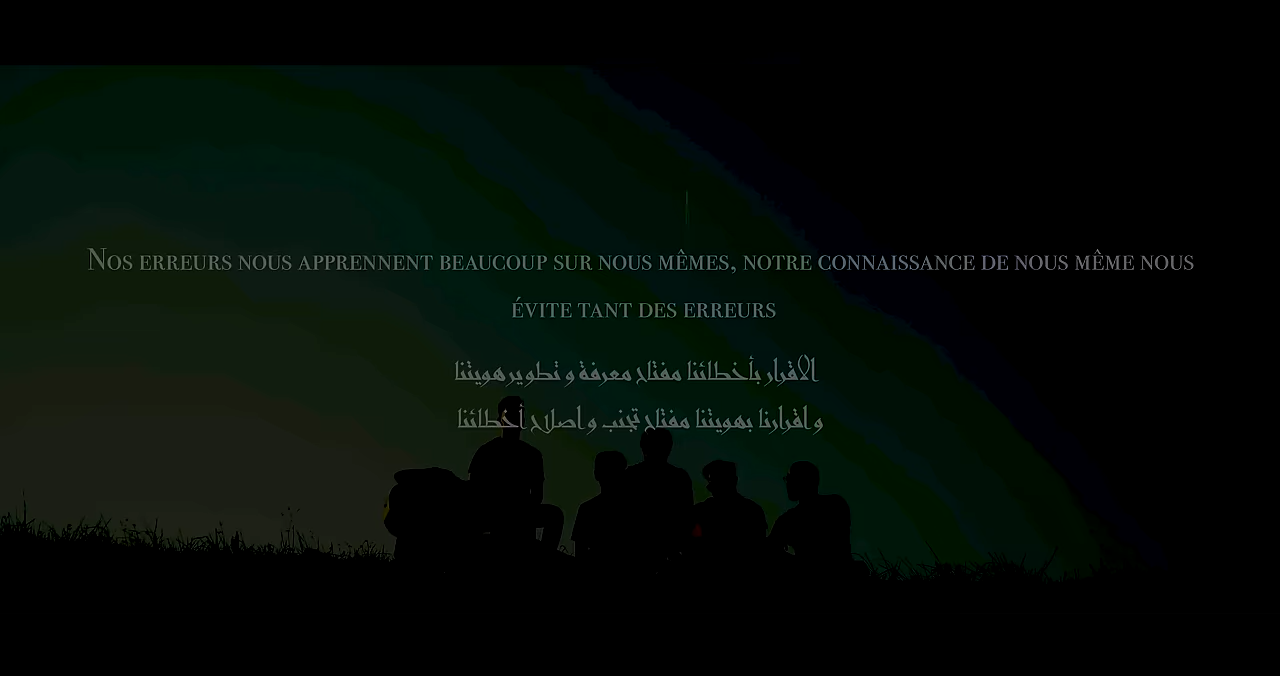 Nos erreurs nous apprennent beaucoup sur nous mêmes, notre connaissance de nous même nous
évite tant des erreurs
الاقرار بأخطائنا مفتاح معرفة و تطوير هويتنا
و اقرارنا بهويتنا مفتاح تجنب و اصلاح أخطائنا